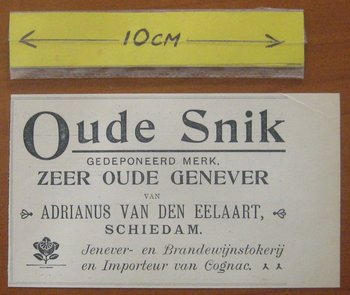 10CM
Oude Snik
GEDEPONEERD MERK.
ZEER OUDE GENEVER
VAN
ADRIANUS VAN DEN EELAART,
SCHIEDAM.
Jenever- en Brandewijnstokerij
en Importeur van Cognac.